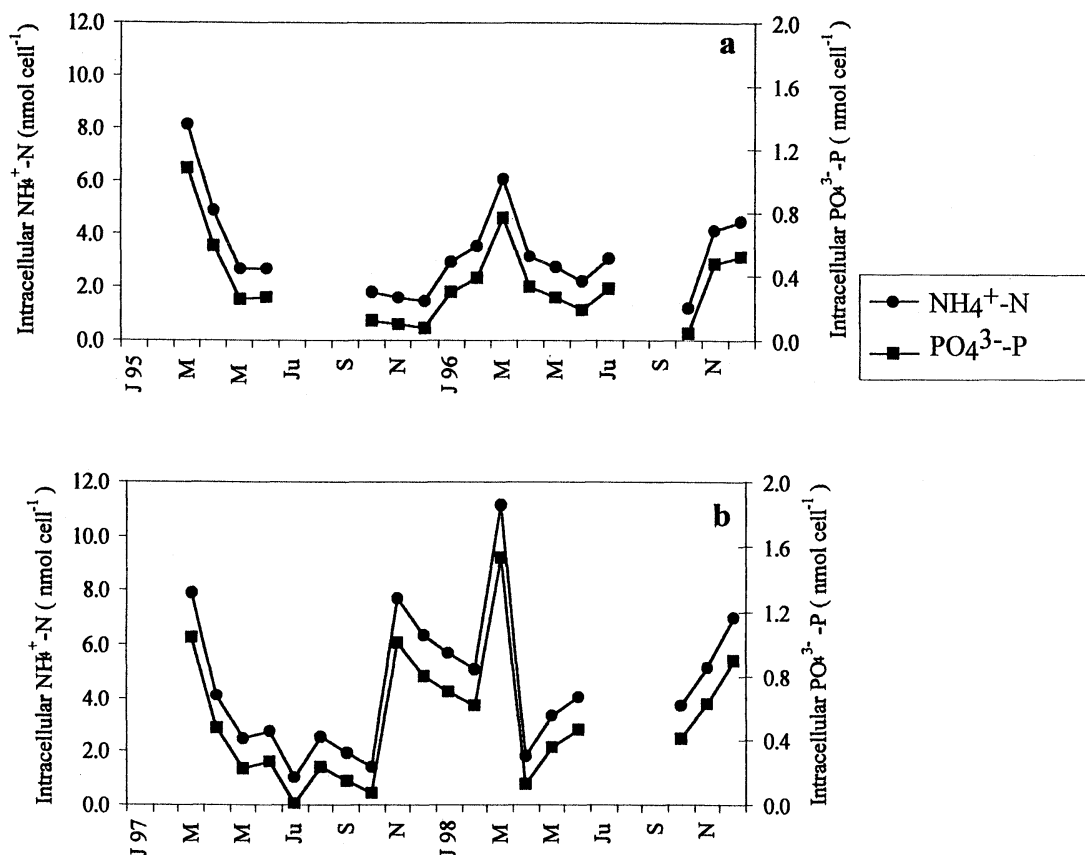 a
Intracellular NH4+-N (nmol cell-1)
12.0
10.0
8.0
6.0
4.0
2.0
0.0
2.0
1.6
1.2
0.8
0.4
0.0
Intracellular PO43--P ( nmol cell-1)
J 95 M M Ju S N J 96 M M Ju S N
NH4+-N
PO43--P
b
Intracellular NH4+-N ( nmol cell-1 )
12.0
10.0
8.0
6.0
4.0
2.0
0.0
2.0
1.6
1.2
0.8
0.4
0.0
Intracellular PO43- -P ( nmol cell-1)
J 97 M M Ju S N J 98 M M Ju S N